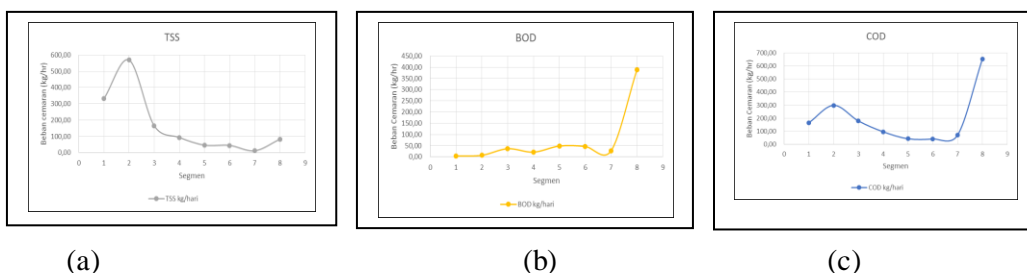 TSS
Beban cemaran (kg/hr)
600,00
500,00
400,00
300,00
200,00
100,00
0,00
0 1 2 3 4 5 6 7 8 9
Segmen
TSS kg/hari
(a)
BOD
Beban Cemaran (kg/hr)
450,00
400,00
350,00
300,00
250,00
200,00
150,00
100,00
50,00
0,00
0 1 2 3 4 5 6 7 8 9
Segmen
BOD kg/hari
(b)
COD
Beban Cemaran (kg/hr)
700,00
600,00
500,00
400,00
300,00
200,00
100,00
0,00
0 1 2 3 4 5 6 7 8 9
Segmen
COD kg/hari
(c)